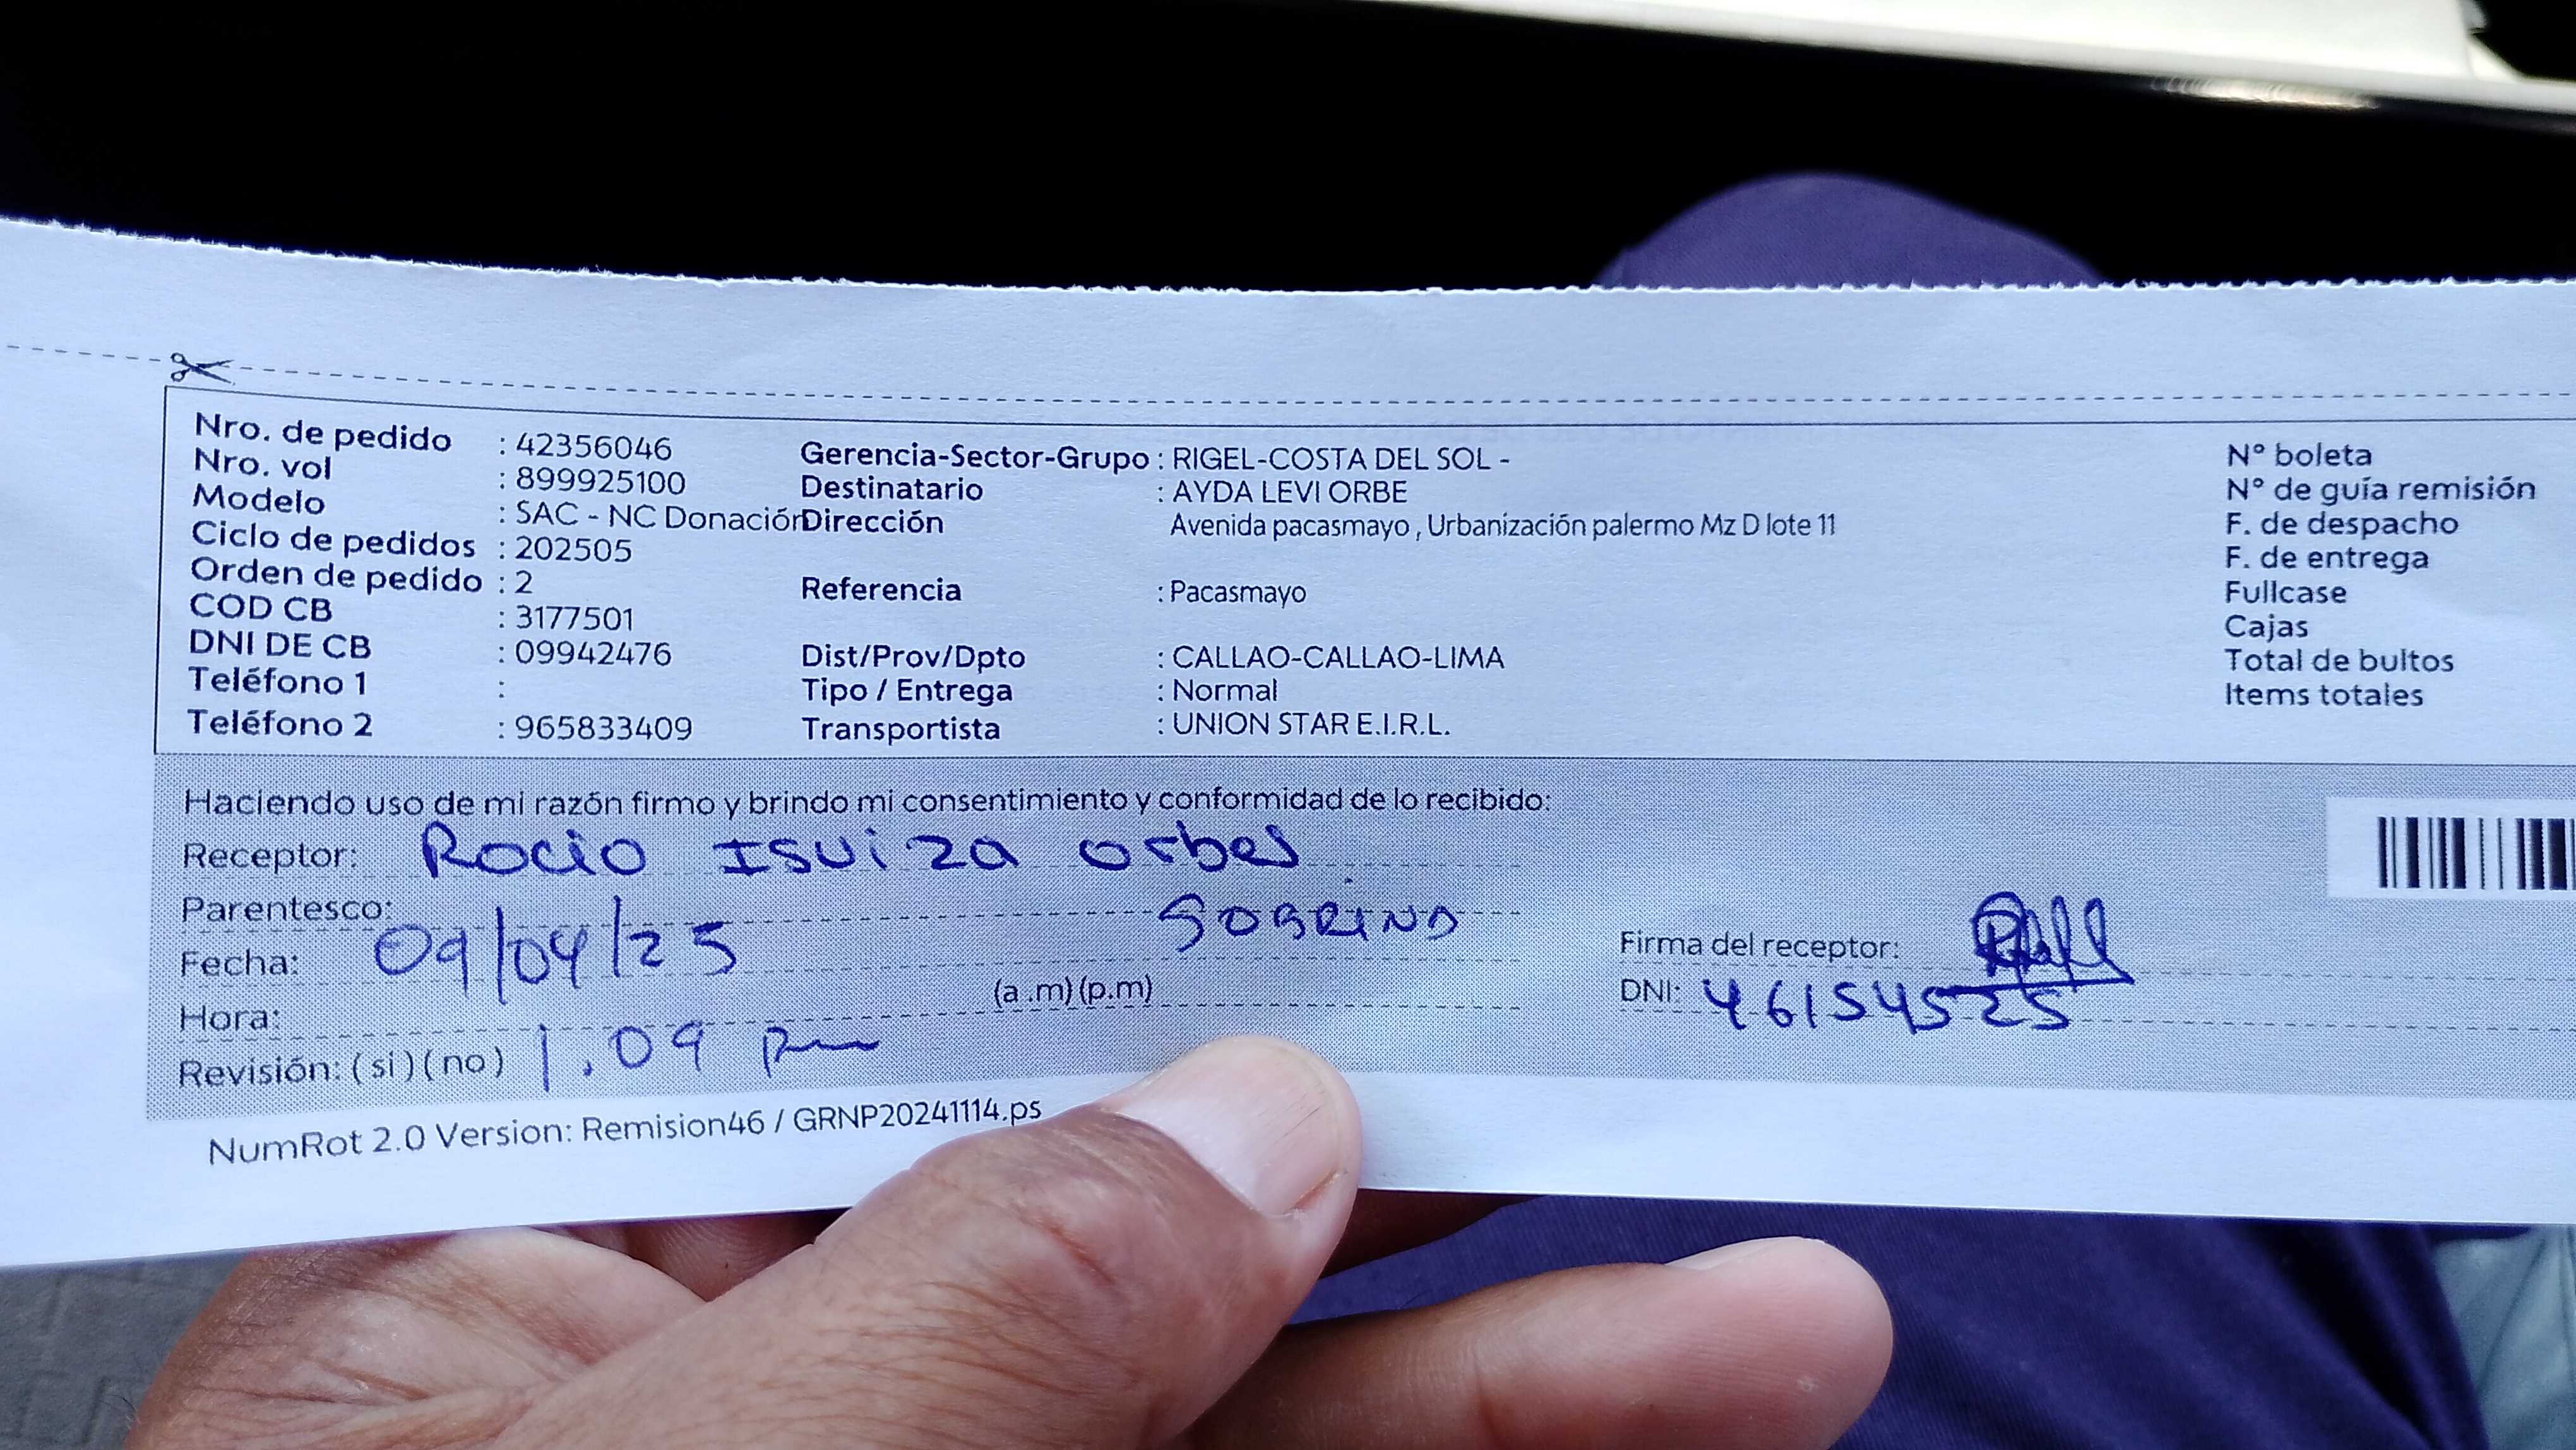 Nro. de pedido : 42356046
Nro. vol : 899925100
Modelo : SAC - NC Donación
Ciclo de pedidos : 202505
Orden de pedido : 2
COD CB : 3177501
DNI DE CB : 09942476
Teléfono 1 :
Teléfono 2 : 965833409
Gerencia-Sector-Grupo : RIGEL-COSTA DEL SOL -
Destinatario : AYDA LEVI ORBE
Dirección Avenida pacasmayo , Urbanización palermo Mz D lote 11
Referencia : Pacasmayo
Dist/Prov/Dpto : CALLAO-CALLAO-LIMA
Tipo / Entrega : Normal
Transportista : UNION STAR E.I.R.L.
N° boleta
N° de guía remisión
F. de despacho
F. de entrega
Fullcase
Cajas
Total de bultos
Items totales
Haciendo uso de mi razón firmo y brindo mi consentimiento y conformidad de lo recibido:
Receptor: Rocio Isuiza orbes
Parentesco: SOBRINO
Fecha: 09/04/25
Hora: (a .m) (p.m)
Revisión: ( si ) ( no ) 1.09 pm
Firma del receptor:
DNI: 46154525
NumRot 2.0 Version: Remision46 / GRNP20241114.ps